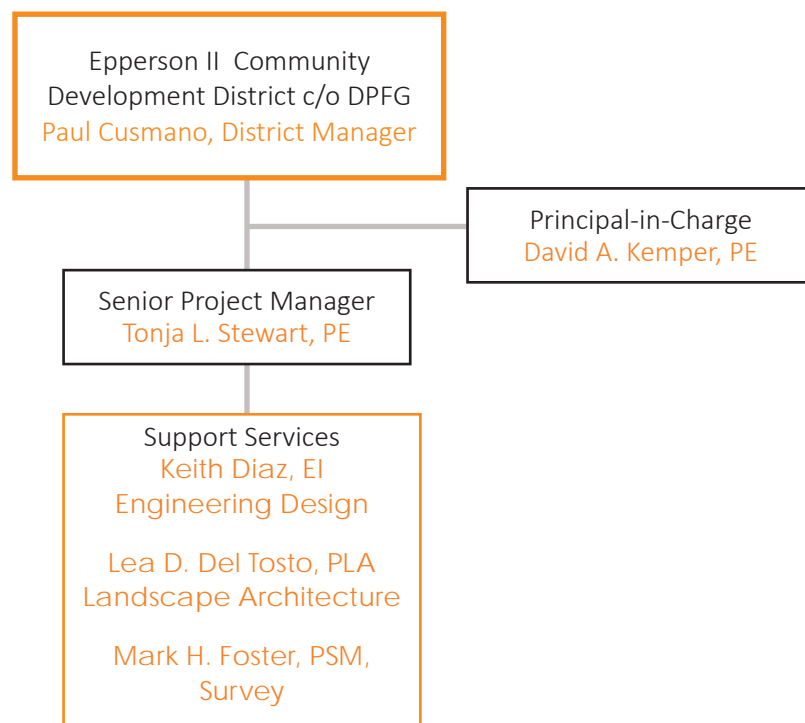 Epperson II Community
Development District c/o DPFG
Paul Cusmano, District Manager
Principal-in-Charge
David A. Kemper, PE
Senior Project Manager
Tonja L. Stewart, PE
Support Services
Keith Diaz, EI
Engineering Design
Lea D. Del Tosto, PLA
Landscape Architecture
Mark H. Foster, PSM,
Survey